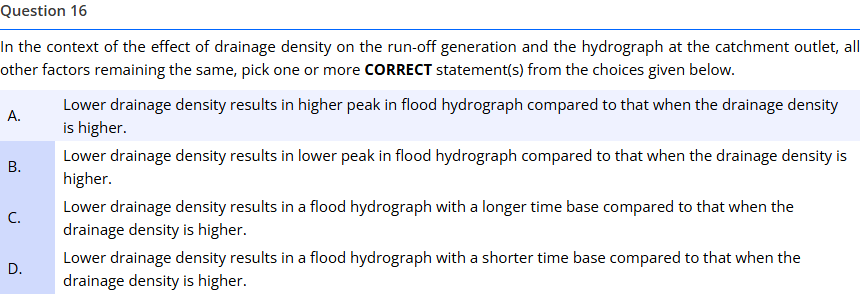 Question 16
In the context of the effect of drainage density on the run-off generation and the hydrograph at the catchment outlet, all
other factors remaining the same, pick one or more CORRECT statement(s) from the choices given below.
A. Lower drainage density results in higher peak in flood hydrograph compared to that when the drainage density
is higher.
B. Lower drainage density results in lower peak in flood hydrograph compared to that when the drainage density is
higher.
C. Lower drainage density results in a flood hydrograph with a longer time base compared to that when the
drainage density is higher.
D. Lower drainage density results in a flood hydrograph with a shorter time base compared to that when the
drainage density is higher.